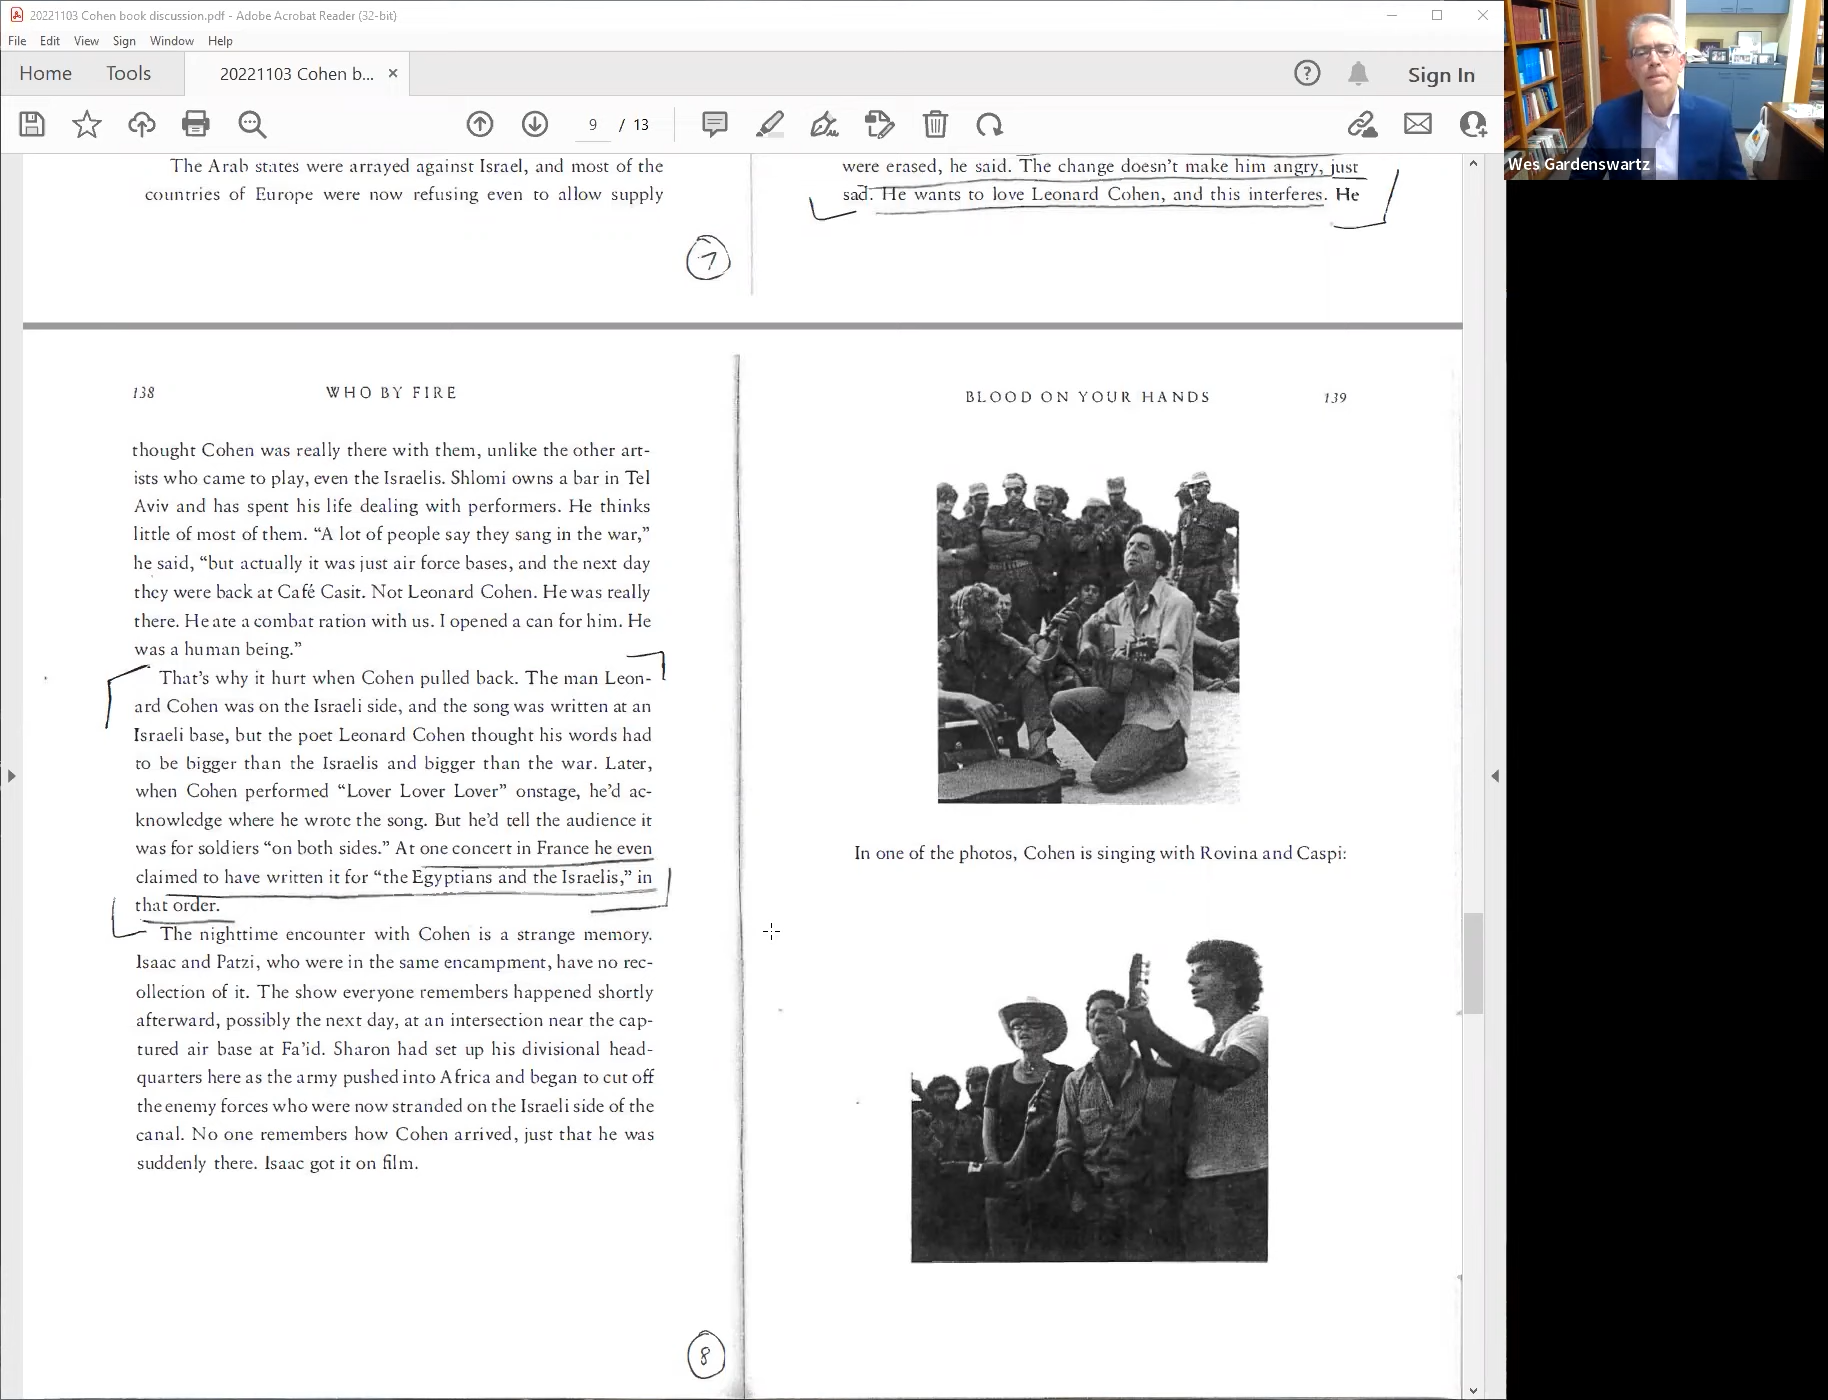 20221103 Cohen book discussion.pdf - Adobe Acrobat Reader (32-bit)
File Edit View Sign Window Help
Home Tools 20221103 Cohen b... × Sign In
9 / 13
Wes Gardenswartz
The Arab states were arrayed against Israel, and most of the
countries of Europe were now refusing even to allow supply
7
were erased, he said. The change doesn’t make him angry, just
sad. He wants to love Leonard Cohen, and this interferes. He
138 WHO BY FIRE
thought Cohen was really there with them, unlike the other art-
ists who came to play, even the Israelis. Shlomi owns a bar in Tel
Aviv and has spent his life dealing with performers. He thinks
little of most of them. “A lot of people say they sang in the war,”
he said, “but actually it was just air force bases, and the next day
they were back at Café Casit. Not Leonard Cohen. He was really
there. He ate a combat ration with us. I opened a can for him. He
was a human being.”
That’s why it hurt when Cohen pulled back. The man Leon-
ard Cohen was on the Israeli side, and the song was written at an
Israeli base, but the poet Leonard Cohen thought his words had
to be bigger than the Israelis and bigger than the war. Later,
when Cohen performed “Lover Lover Lover” onstage, he’d ac-
knowledge where he wrote the song. But he’d tell the audience it
was for soldiers “on both sides.” At one concert in France he even
claimed to have written it for “the Egyptians and the Israelis,” in
that order.
The nighttime encounter with Cohen is a strange memory.
Isaac and Patzi, who were in the same encampment, have no rec-
ollection of it. The show everyone remembers happened shortly
afterward, possibly the next day, at an intersection near the cap-
tured air base at Fa’id. Sharon had set up his divisional head-
quarters here as the army pushed into Africa and began to cut off
the enemy forces who were now stranded on the Israeli side of the
canal. No one remembers how Cohen arrived, just that he was
suddenly there. Isaac got it on film.
8
BLOOD ON YOUR HANDS 139
In one of the photos, Cohen is singing with Rovina and Caspi: